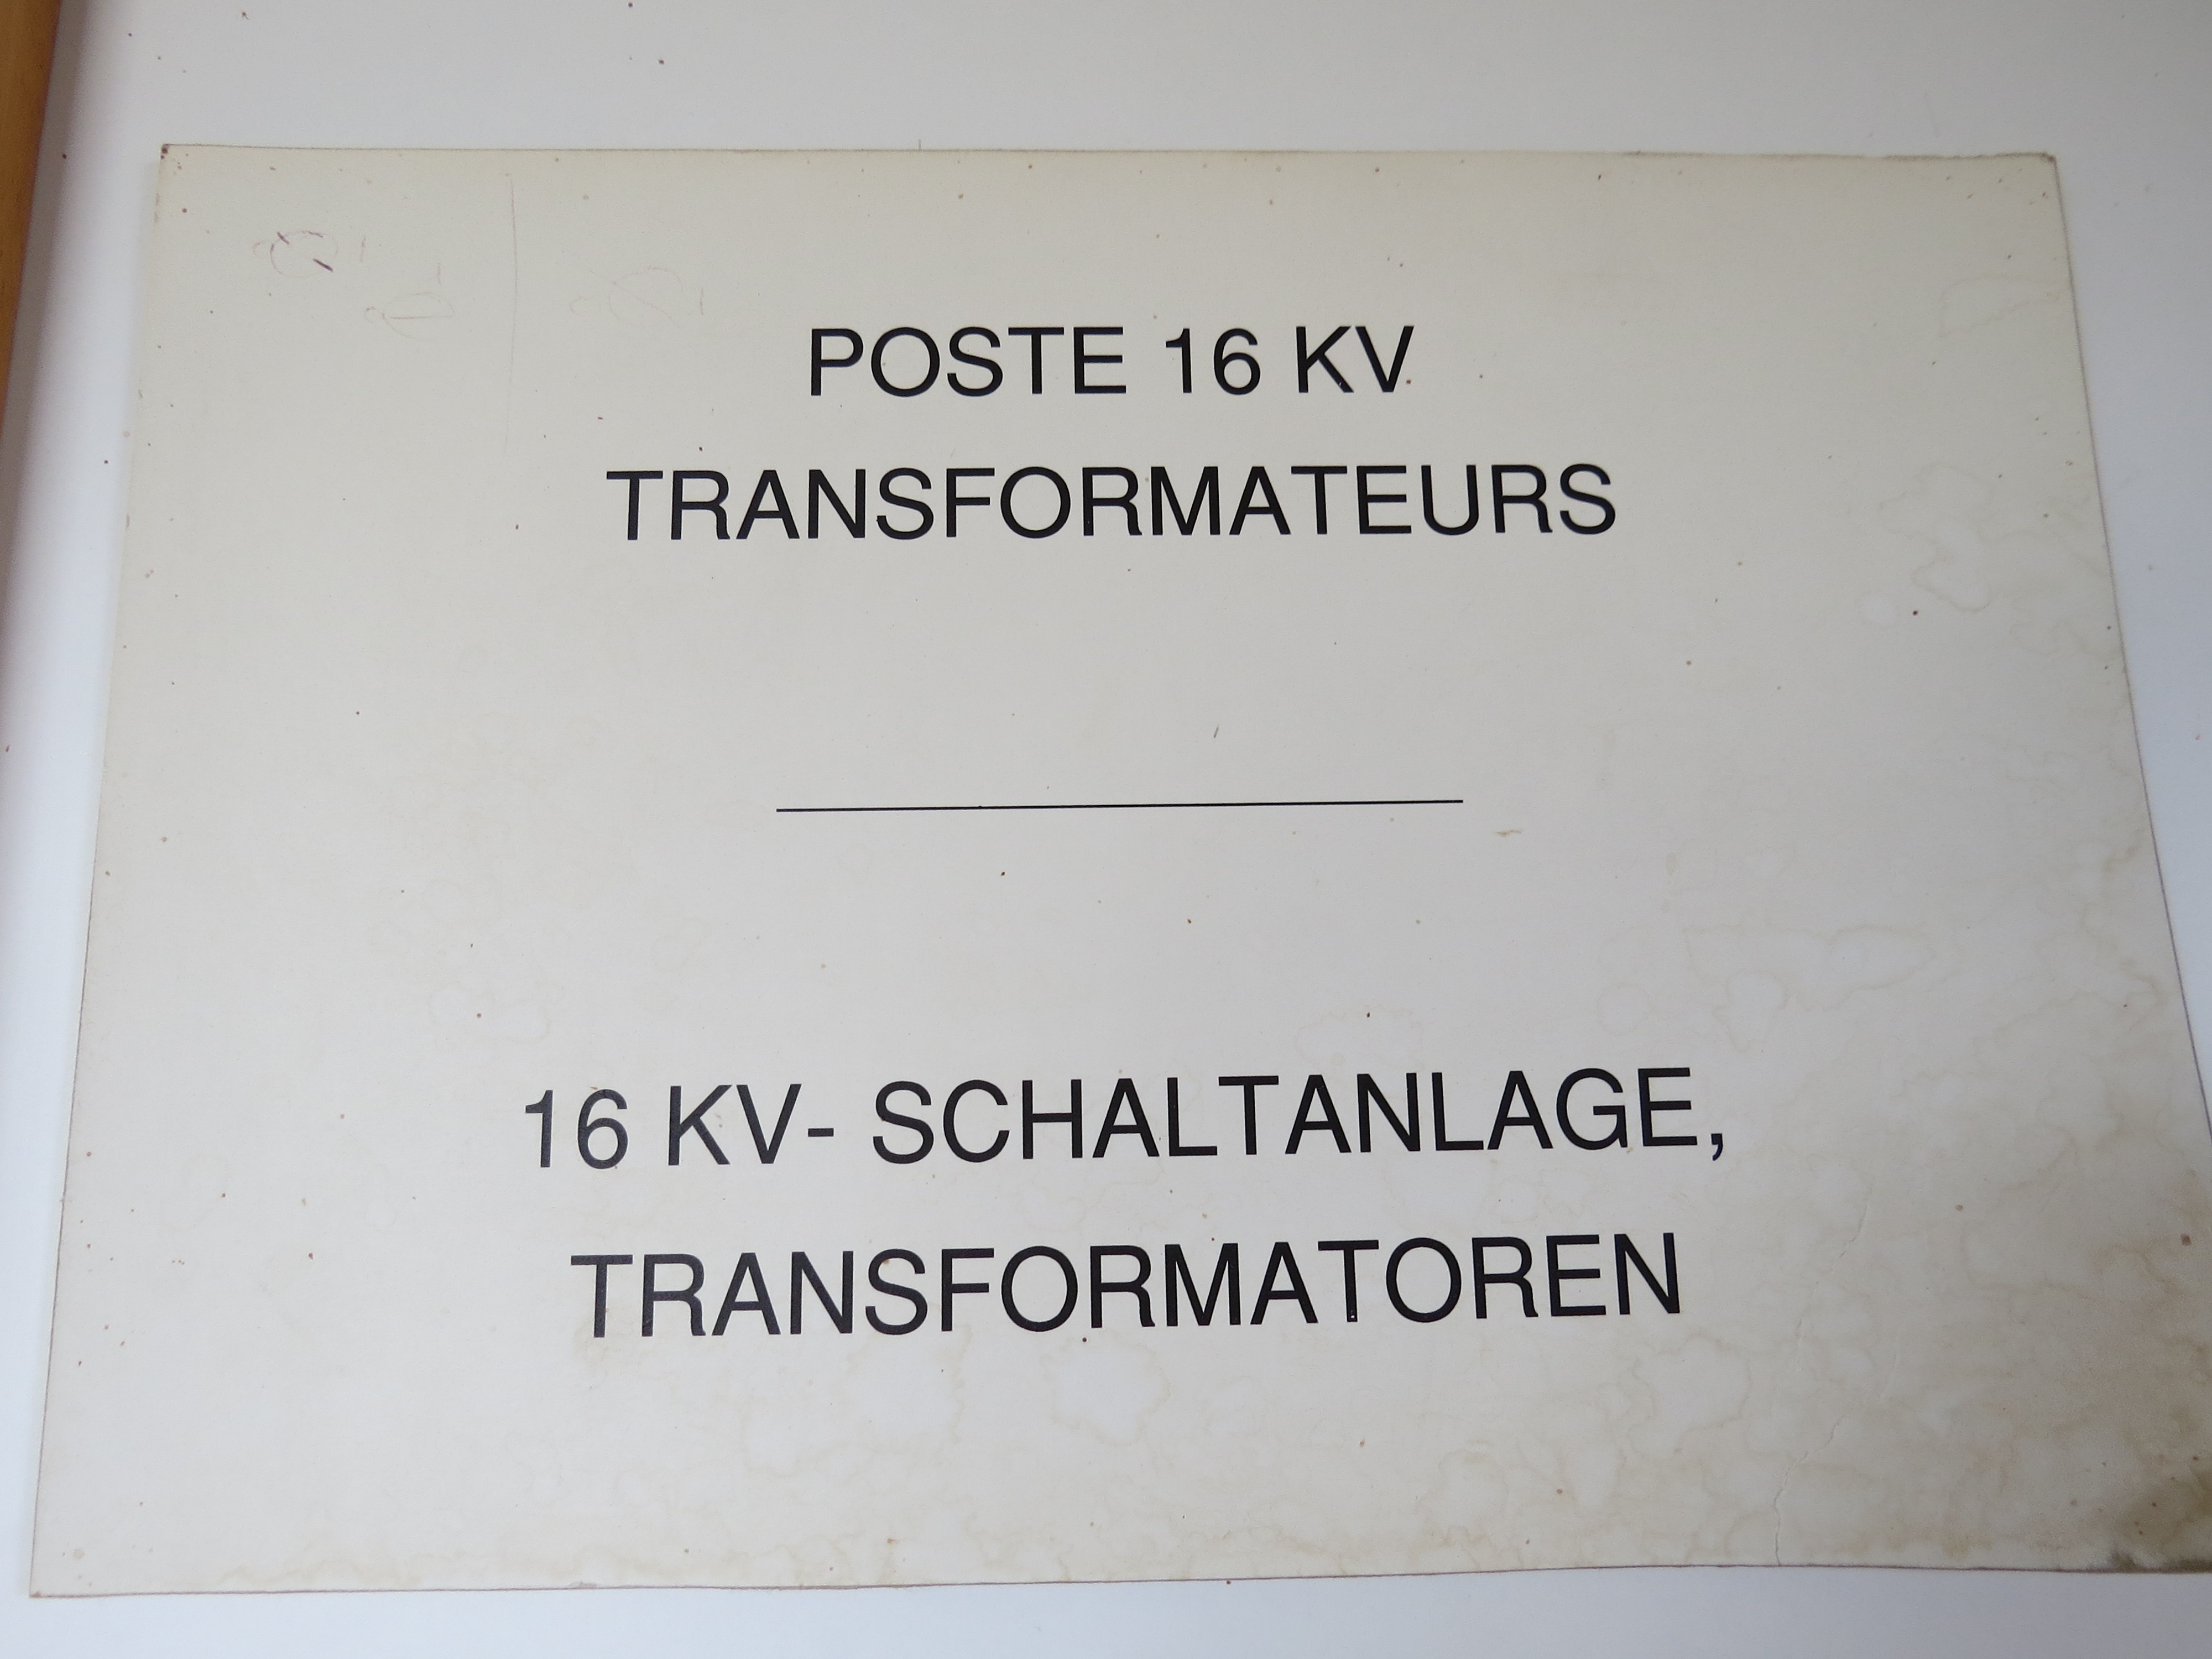 POSTE 16 KV
TRANSFORMATEURS
16 KV- SCHALTANLAGE,
TRANSFORMATOREN